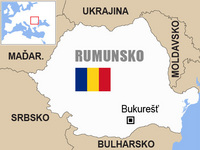 UKRAJINA
MOLDAVSKO
MAĎAR.
RUMUNSKO
Bukurešť
SRBSKO
BULHARSKO